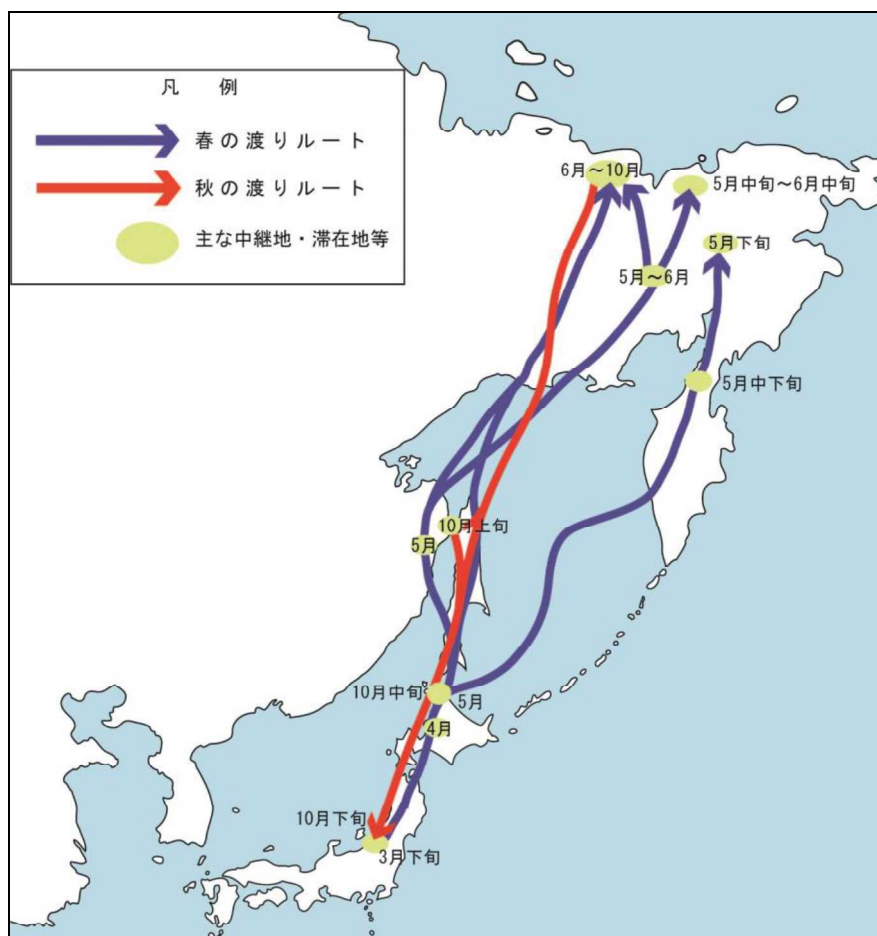 凡 例
春の渡りルート
秋の渡りルート
主な中継地・滞在地等
6月～10月
5月中旬～6月中旬
5月下旬
5月～6月
5月中下旬
10月上旬
5月
10月中旬
5月
4月
10月下旬
3月下旬